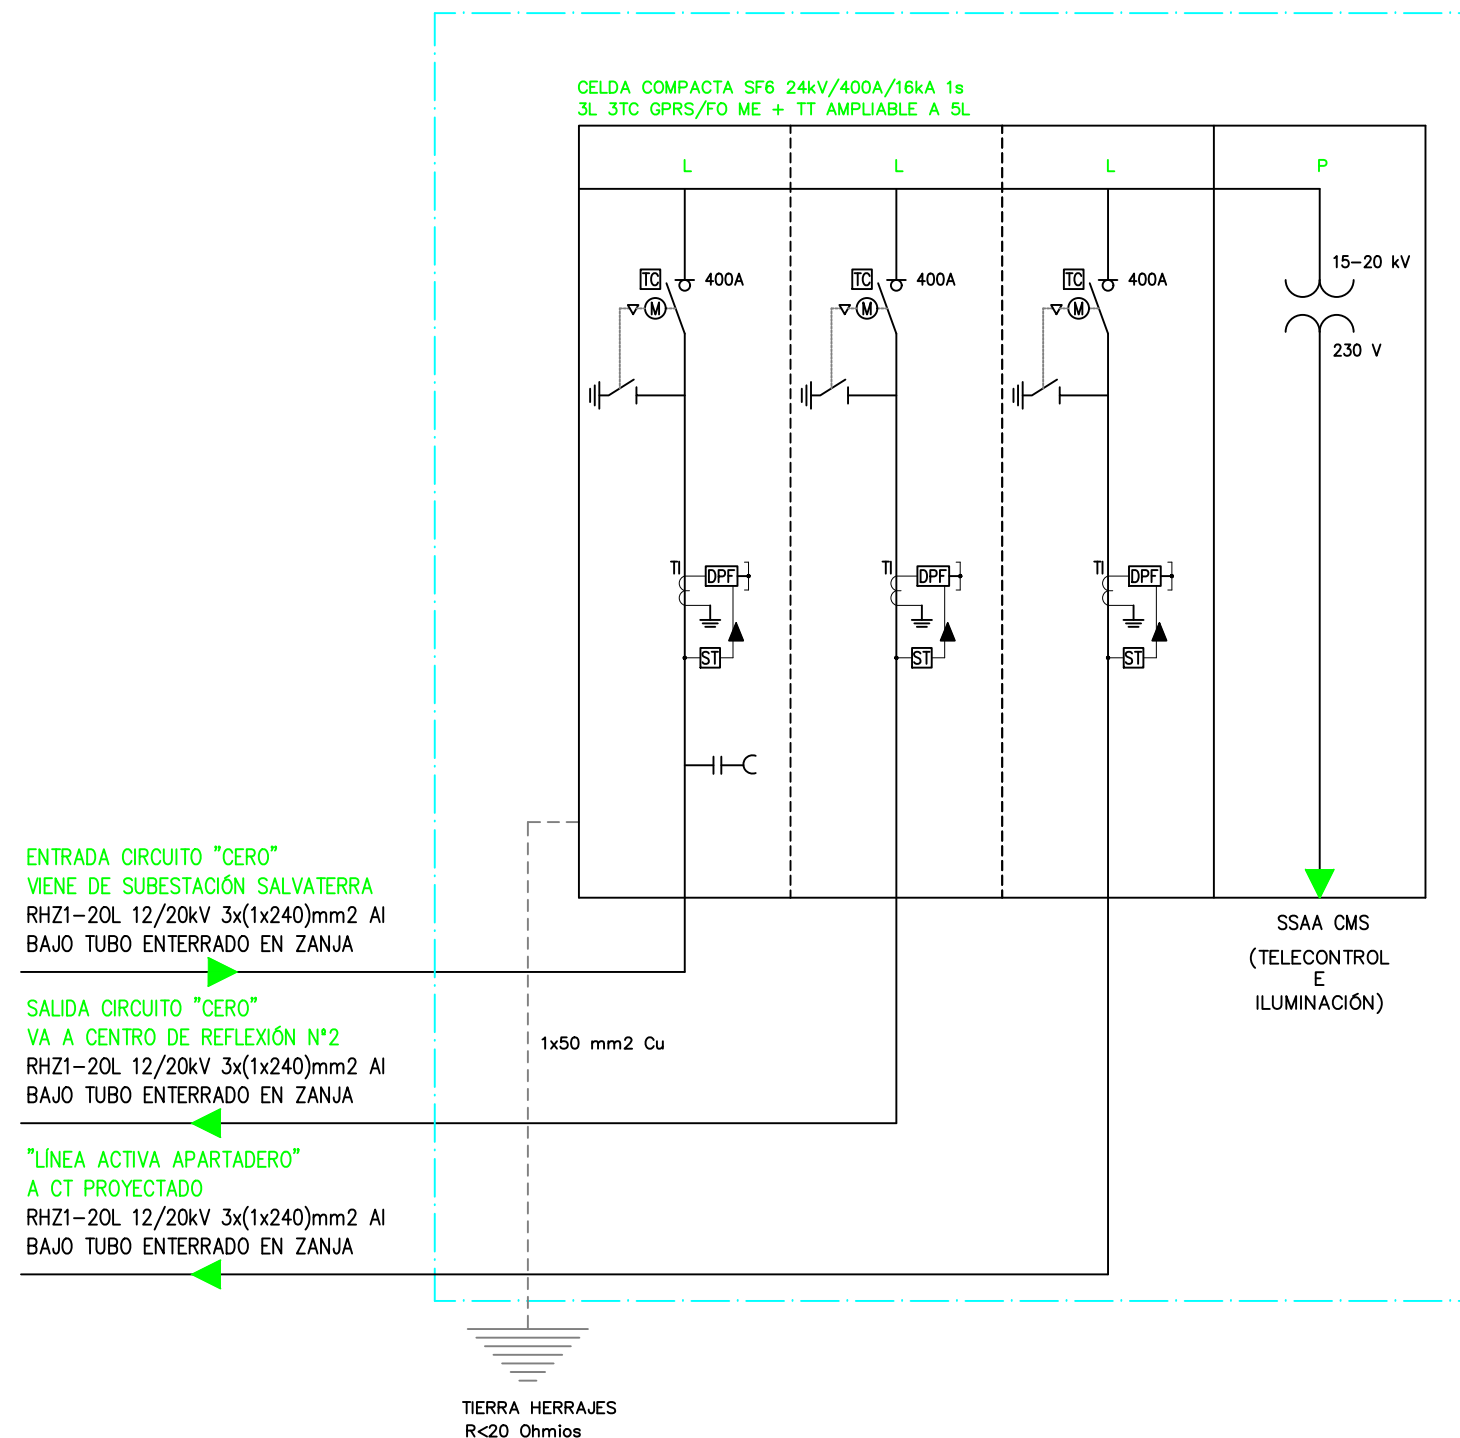 CELDA COMPACTA SF6 24kV/400A/16kA 1s
3L 3TC GPRS/FO ME + TT AMPLIABLE A 5L
L
L
L
P
TC
400A
M
TC
400A
M
TC
400A
M
15-20 kV
230 V
TI
DPF
ST
TI
DPF
ST
TI
DPF
ST
ENTRADA CIRCUITO "CERO"
VIENE DE SUBESTACIÓN SALVATERRA
RHZ1-2OL 12/20kV 3x(1x240)mm2 Al
BAJO TUBO ENTERRADO EN ZANJA
SALIDA CIRCUITO "CERO"
VA A CENTRO DE REFLEXIÓN Nº2
RHZ1-2OL 12/20kV 3x(1x240)mm2 Al
BAJO TUBO ENTERRADO EN ZANJA
"LÍNEA ACTIVA APARTADERO"
A CT PROYECTADO
RHZ1-2OL 12/20kV 3x(1x240)mm2 Al
BAJO TUBO ENTERRADO EN ZANJA
1x50 mm2 Cu
SSAA CMS
(TELECONTROL
E
ILUMINACIÓN)
TIERRA HERRAJES
R<20 Ohmios